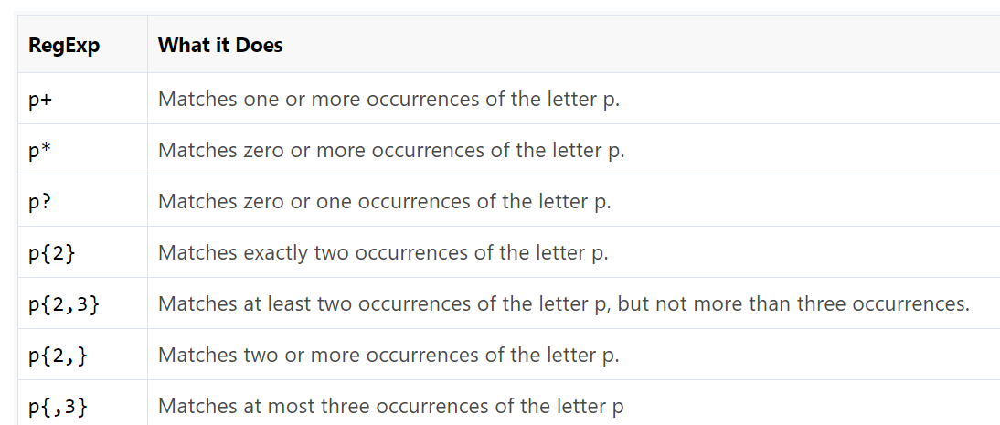 RegExp What it Does
p+ Matches one or more occurrences of the letter p.
p* Matches zero or more occurrences of the letter p.
p? Matches zero or one occurrences of the letter p.
p{2} Matches exactly two occurrences of the letter p.
p{2,3} Matches at least two occurrences of the letter p, but not more than three occurrences.
p{2,} Matches two or more occurrences of the letter p.
p{,3} Matches at most three occurrences of the letter p